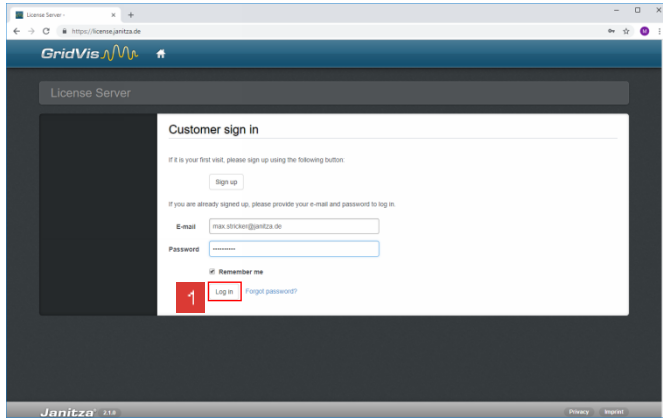 License Server -
https://license.janitza.de
GridVis
License Server
Customer sign in
If it is your first visit, please sign up using the following button:
Sign up
If you are already signed up, please provide your e-mail and password to log in.
E-mail max.stricker@janitza.de
Password ••••••••••
Remember me
1 Log in Forgot password?
Janitza® 2.1.0 Privacy Imprint